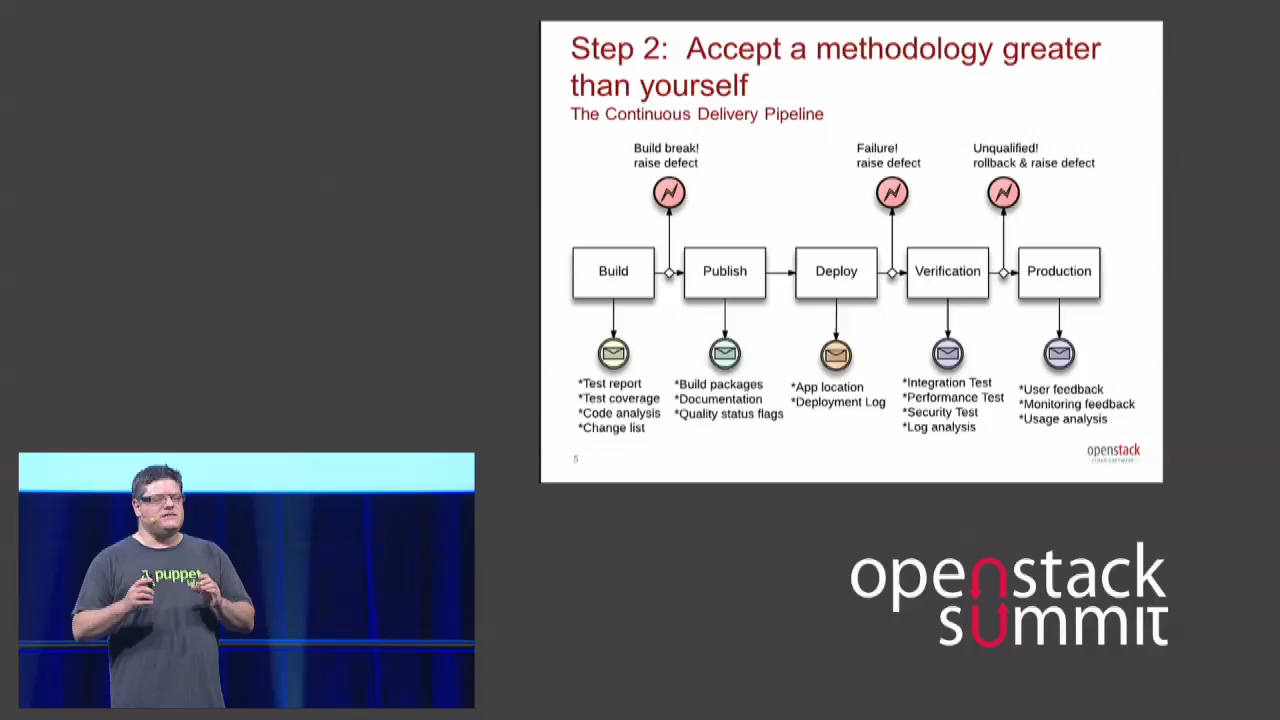 Step 2: Accept a methodology greater
than yourself
The Continuous Delivery Pipeline
Build break!
raise defect
Failure!
raise defect
Unqualified!
rollback & raise defect
Build
Publish
Deploy
Verification
Production
*Test report
*Test coverage
*Code analysis
*Change list
*Build packages
*Documentation
*Quality status flags
*App location
*Deployment Log
*Integration Test
*Performance Test
*Security Test
*Log analysis
*User feedback
*Monitoring feedback
*Usage analysis
5
openstack
CLOUD SOFTWARE
puppet
openstack
summit